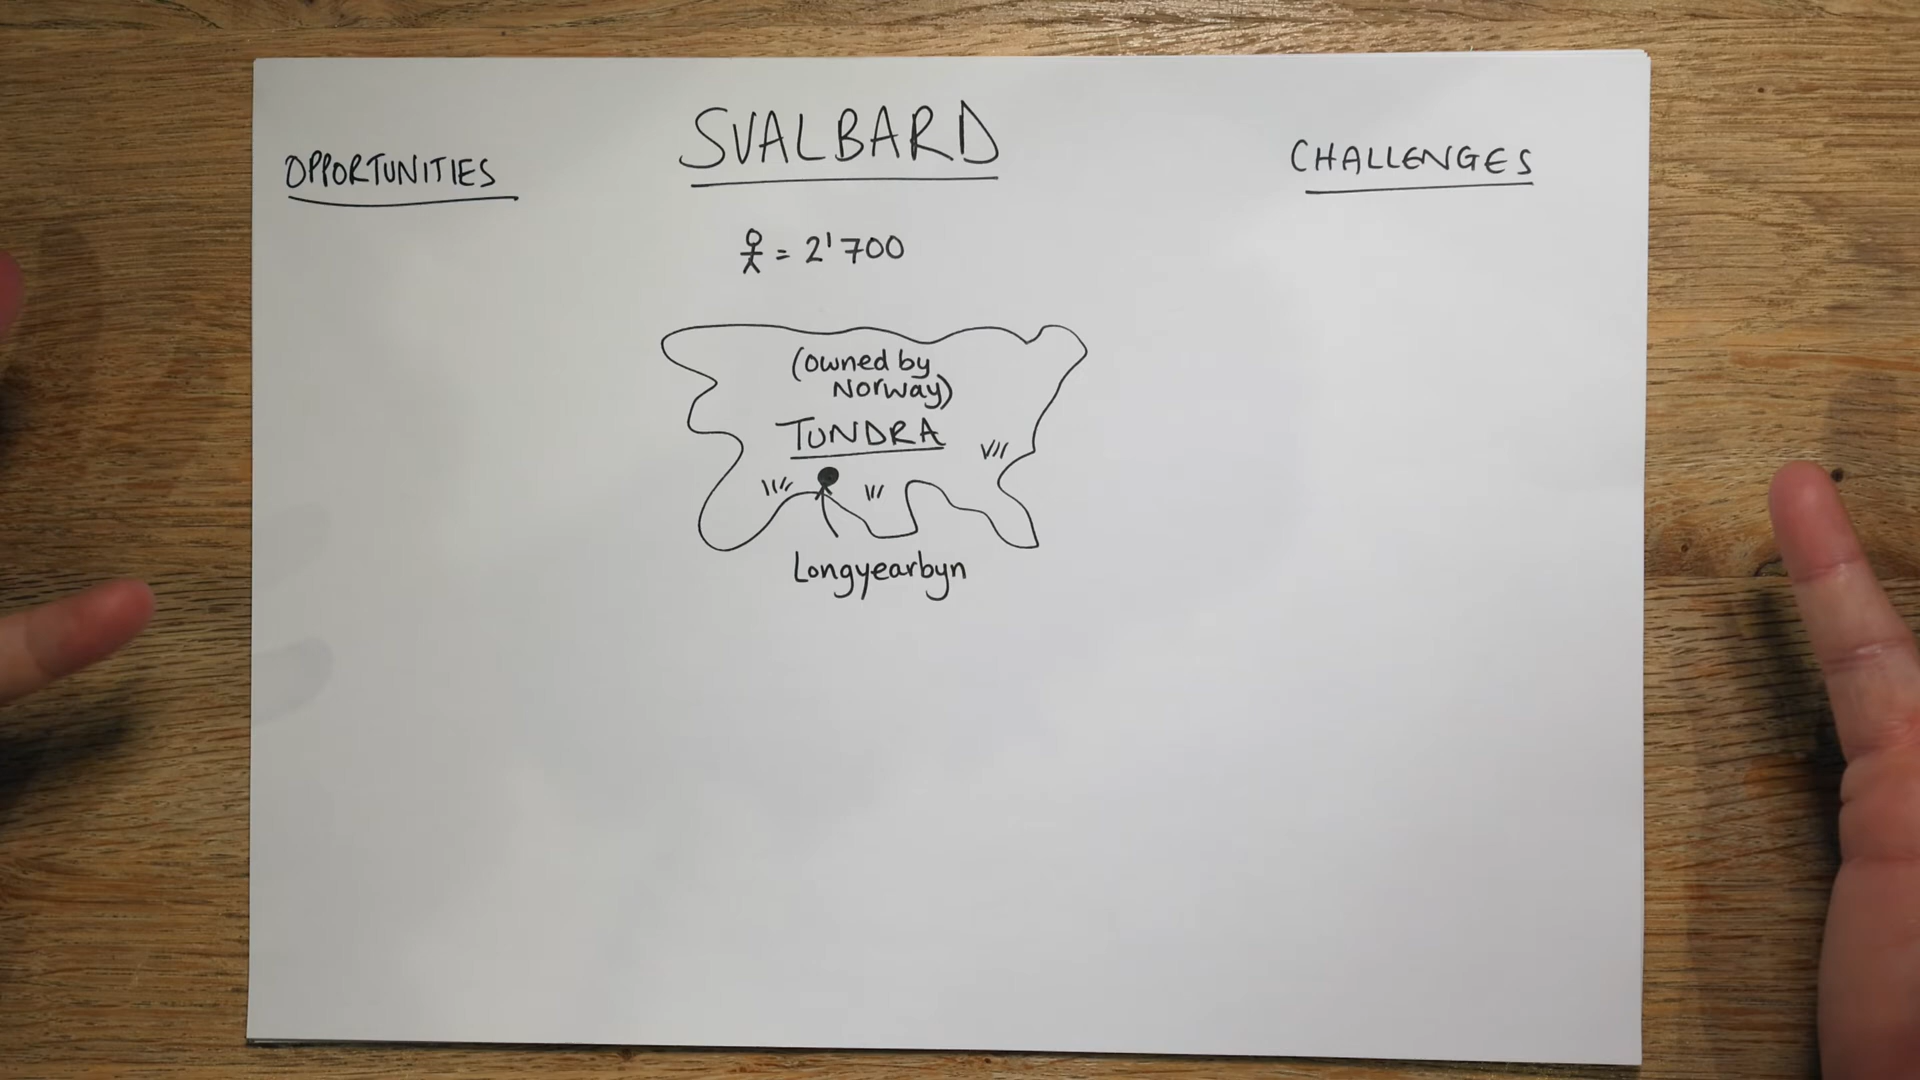 SVALBARD
OPPORTUNITIES
CHALLENGES
= 2'700
(owned by
Norway)
TUNDRA
Longyearbyn